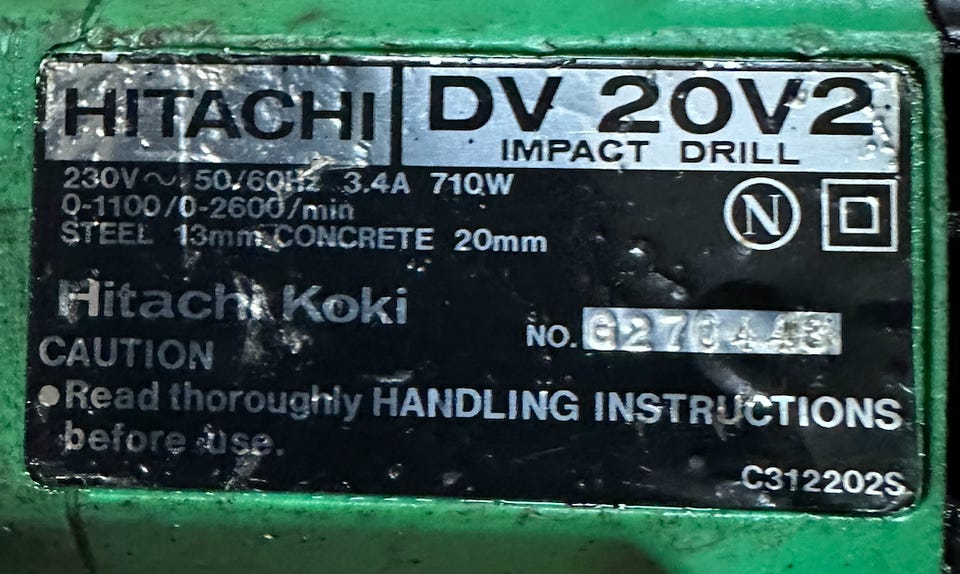 HITACHI
DV 20V2
IMPACT DRILL
230V~ 50/60Hz 3.4A 710W
0-1100/0-2600/min
STEEL 13mm CONCRETE 20mm
N
Hitachi Koki
NO.
CAUTION
●Read thoroughly HANDLING INSTRUCTIONS
before use.
C312202S